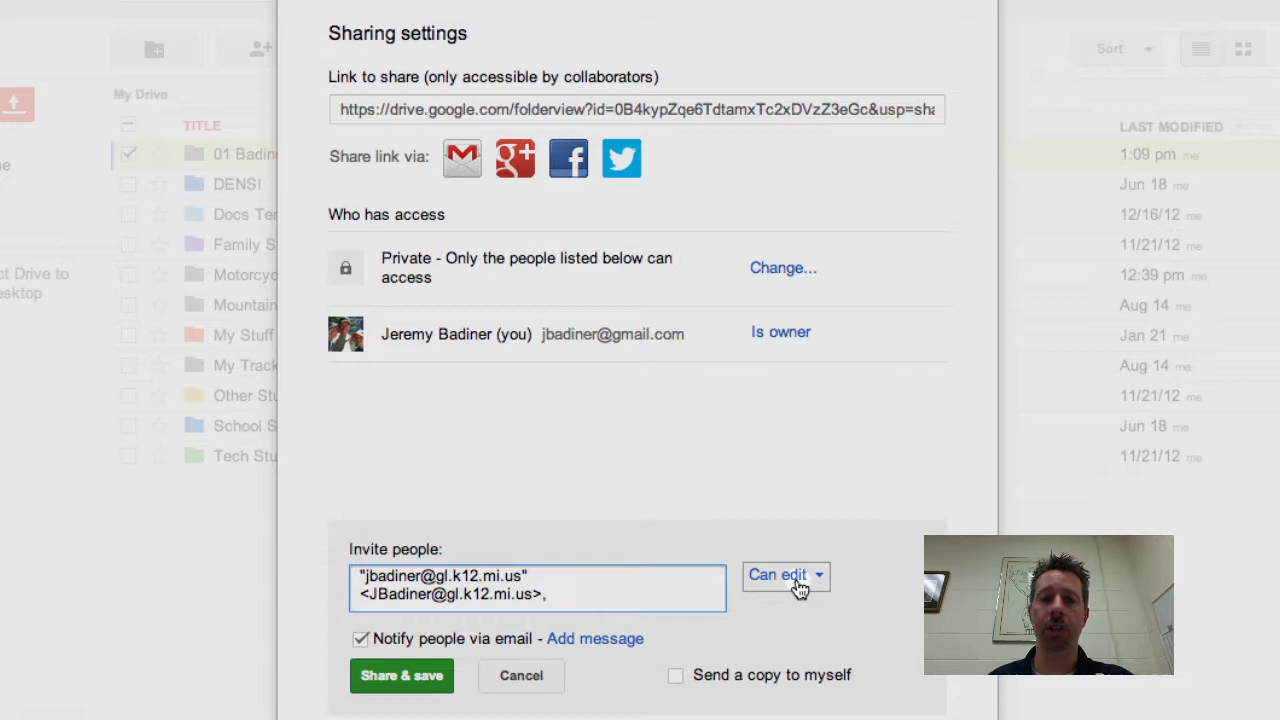 Sharing settings
Link to share (only accessible by collaborators)
https://drive.google.com/folderview?id=0B4kypZqe6TdtamxTc2xDVzZ3eGc&usp=sha
Share link via:
Who has access
Private - Only the people listed below can
access
Change...
Jeremy Badiner (you) jbadiner@gmail.com
Is owner
Invite people:
"jbadiner@gl.k12.mi.us"
<JBadiner@gl.k12.mi.us>,
Can edit
Notify people via email - Add message
Share & save
Cancel
Send a copy to myself
My Drive
TITLE
01 Badin
DENSI
Docs Te
Family S
Motorcyc
Mountain
My Stuff
My Track
Other Stu
School S
Tech Stu
ct Drive to
esktop
Sort
LAST MODIFIED
1:09 pm me
Jun 18 me
12/16/12 me
11/21/12 me
12:39 pm me
Aug 14 me
Jan 21 me
Aug 14 me
11/21/12 me
Jun 18 me
11/21/12 me